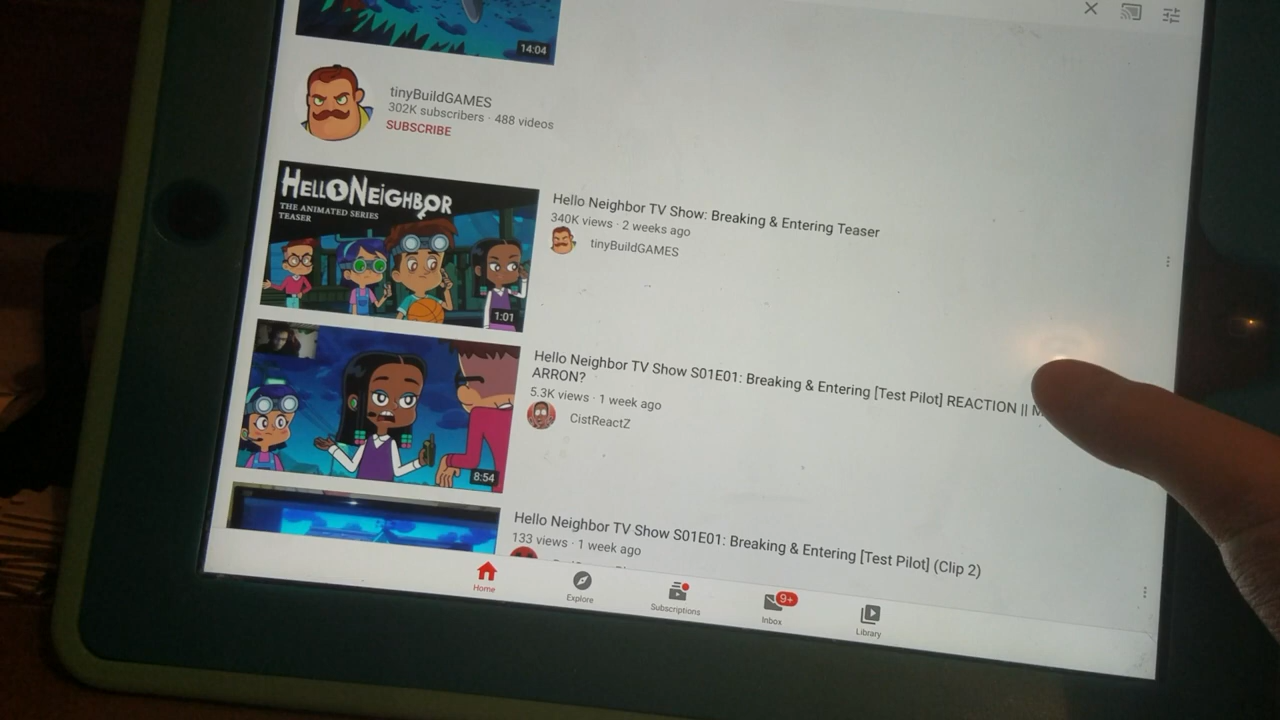 14:04
tinyBuildGAMES
302K subscribers · 488 videos
SUBSCRIBE
HELLO NEIGHBOR
THE ANIMATED SERIES
TEASER
1:01
Hello Neighbor TV Show: Breaking & Entering Teaser
340K views · 2 weeks ago
tinyBuildGAMES
8:54
Hello Neighbor TV Show S01E01: Breaking & Entering [Test Pilot] REACTION || M
ARRON?
5.3K views · 1 week ago
CistReactZ
Hello Neighbor TV Show S01E01: Breaking & Entering [Test Pilot] (Clip 2)
133 views · 1 week ago
Home
Explore
Subscriptions
9+
Inbox
Library